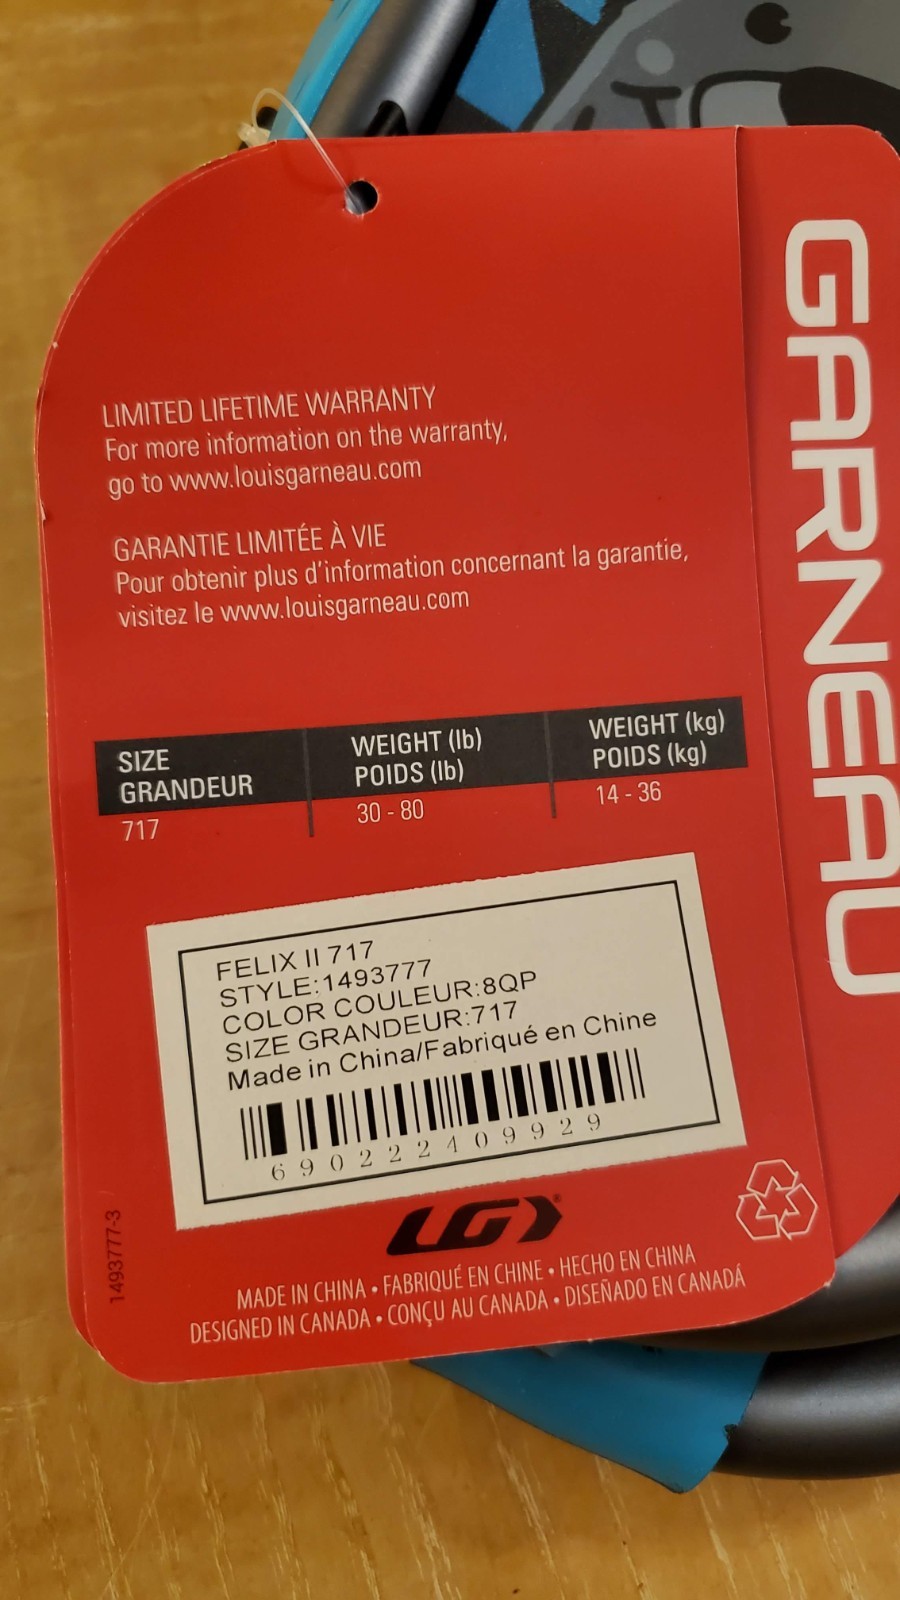 LIMITED LIFETIME WARRANTY
For more information on the warranty,
go to www.louisgarneau.com
GARANTIE LIMITÉE À VIE
Pour obtenir plus d'information concernant la garantie,
visitez le www.louisgarneau.com
SIZE
GRANDEUR
WEIGHT (lb)
POIDS (lb)
WEIGHT (kg)
POIDS (kg)
717
30 - 80
14 - 36
FELIX II 717
STYLE:1493777
COLOR COULEUR:8QP
SIZE GRANDEUR:717
Made in China/Fabriqué en Chine
690222409929
LG
MADE IN CHINA • FABRIQUÉ EN CHINE • HECHO EN CHINA
DESIGNED IN CANADA • CONÇU AU CANADA • DISEÑADO EN CANADÁ
1493777-3
GARNEAU